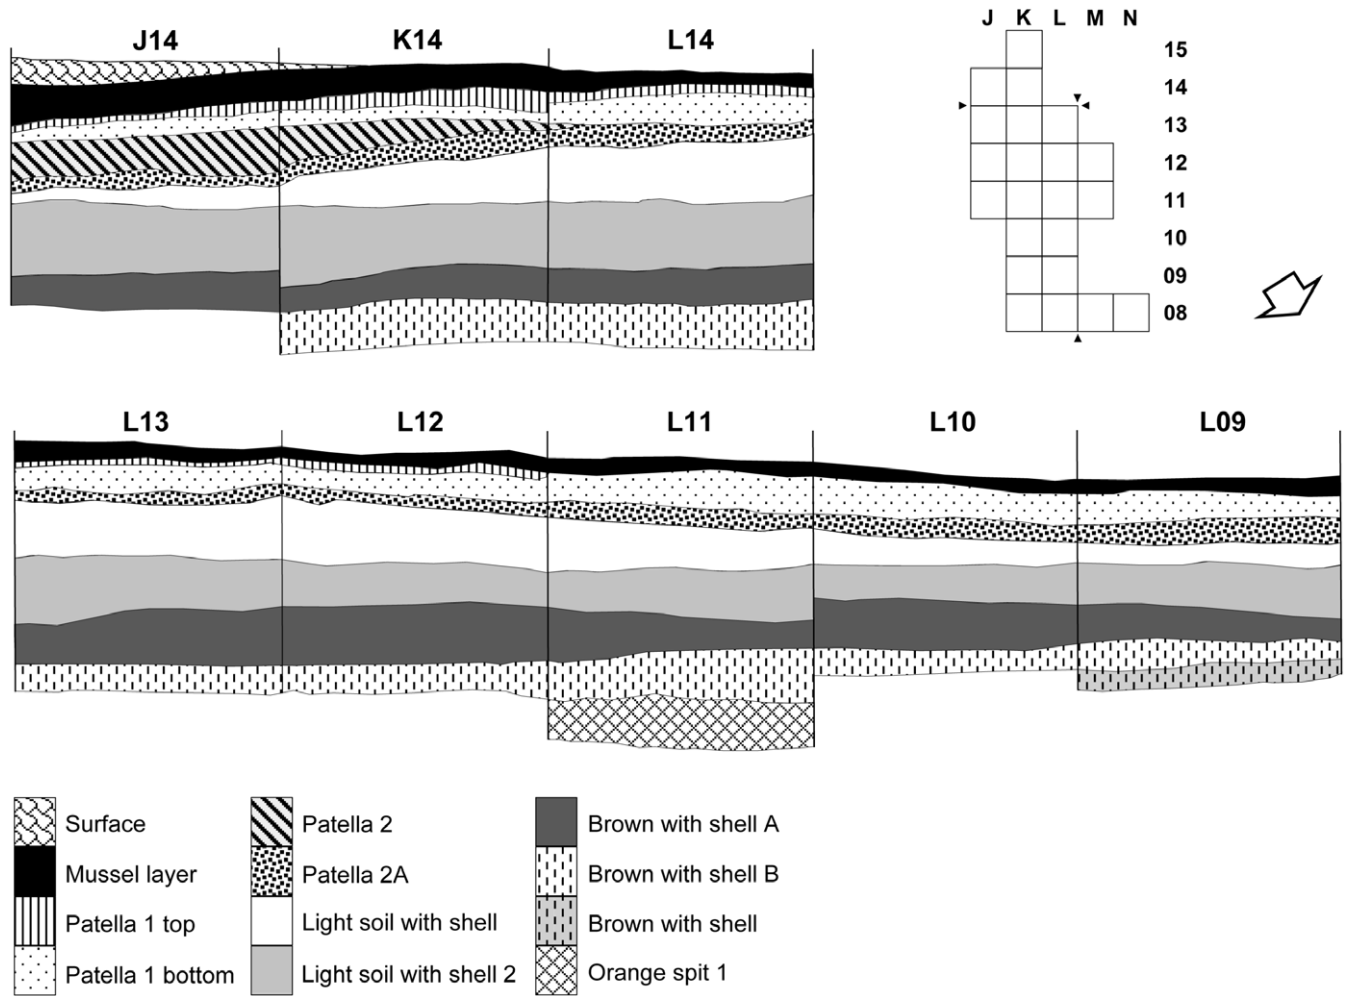 J14 K14 L14
J K L M N
15
14
13
12
11
10
09
08
L13 L12 L11 L10 L09
Surface
Mussel layer
Patella 1 top
Patella 1 bottom
Patella 2
Patella 2A
Light soil with shell
Light soil with shell 2
Brown with shell A
Brown with shell B
Brown with shell
Orange spit 1